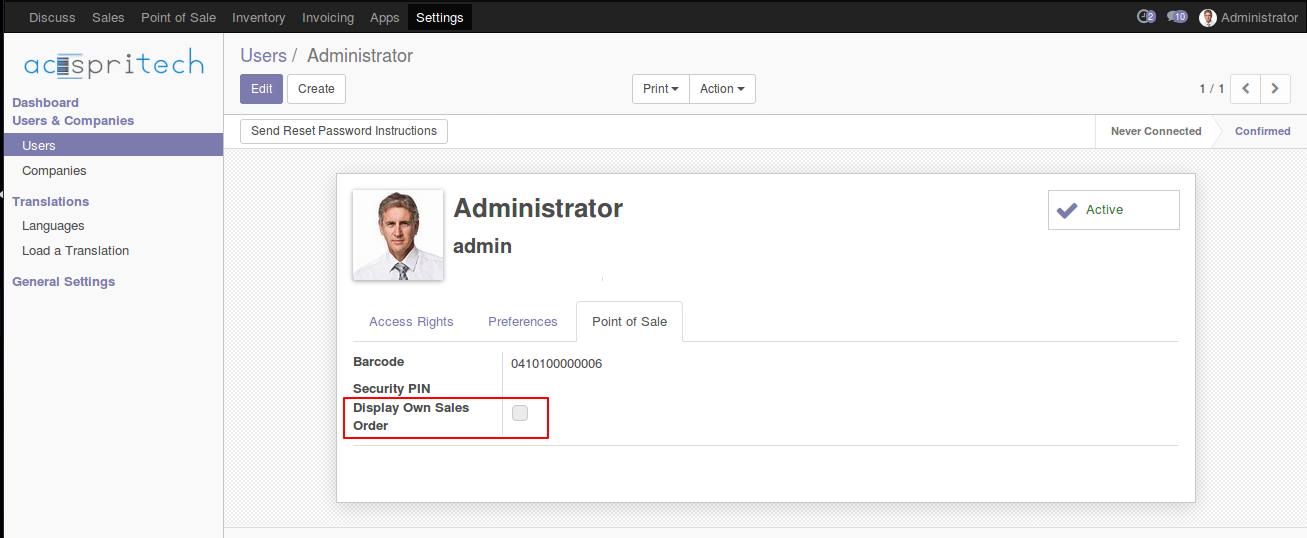 Discuss Sales Point of Sale Inventory Invoicing Apps Settings 2 10 Administrator
acespritech
Users / Administrator
Edit Create Print Action 1 / 1
Dashboard
Users & Companies
Users
Companies
Translations
Languages
Load a Translation
General Settings
Send Reset Password Instructions Never Connected Confirmed
Administrator
admin
Active
Access Rights Preferences Point of Sale
Barcode 0410100000006
Security PIN
Display Own Sales
Order